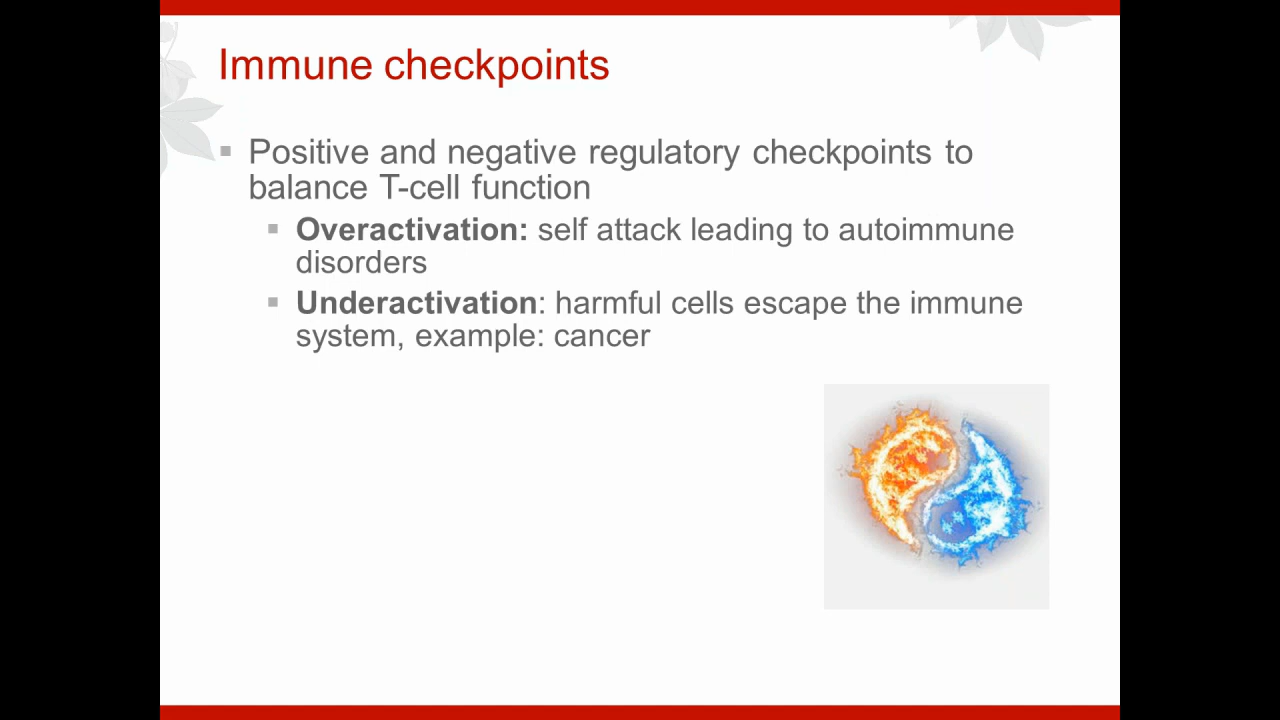 Immune checkpoints
Positive and negative regulatory checkpoints to
balance T-cell function
Overactivation: self attack leading to autoimmune
disorders
Underactivation: harmful cells escape the immune
system, example: cancer